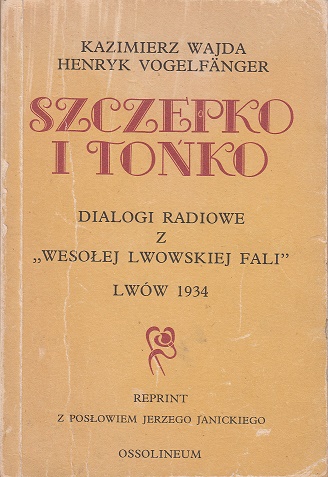 KAZIMIERZ WAJDA
HENRYK VOGELFÄNGER
SZCZEPKO
I TOŃKO
DIALOGI RADIOWE
Z
„WESOŁEJ LWOWSKIEJ FALI”
LWÓW 1934
REPRINT
Z POSŁOWIEM JERZEGO JANICKIEGO
OSSOLINEUM